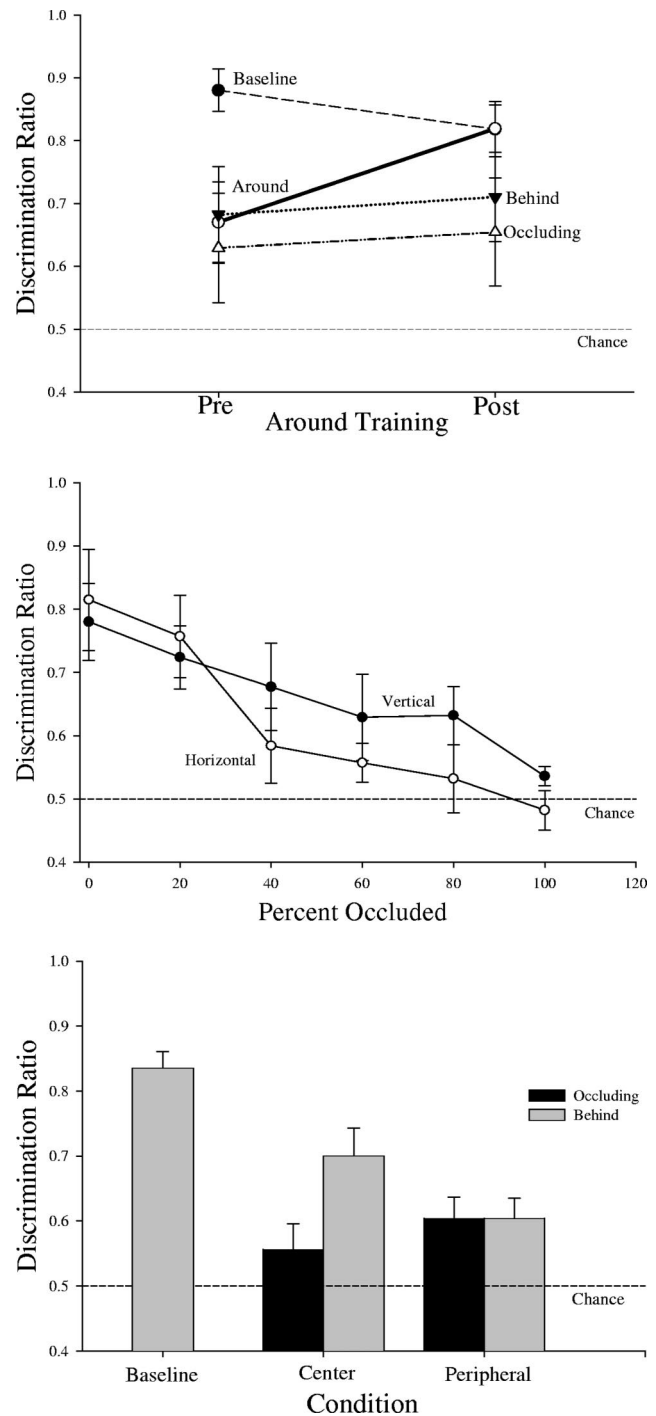 1.0
0.9
0.8
0.7
0.6
0.5
0.4
Discrimination Ratio
Baseline
Around
Behind
Occluding
Chance
Pre
Post
Around Training
1.0
0.9
0.8
0.7
0.6
0.5
0.4
Discrimination Ratio
Vertical
Horizontal
Chance
0 20 40 60 80 100 120
Percent Occluded
1.0
0.9
0.8
0.7
0.6
0.5
0.4
Discrimination Ratio
Occluding
Behind
Chance
Baseline Center Peripheral
Condition